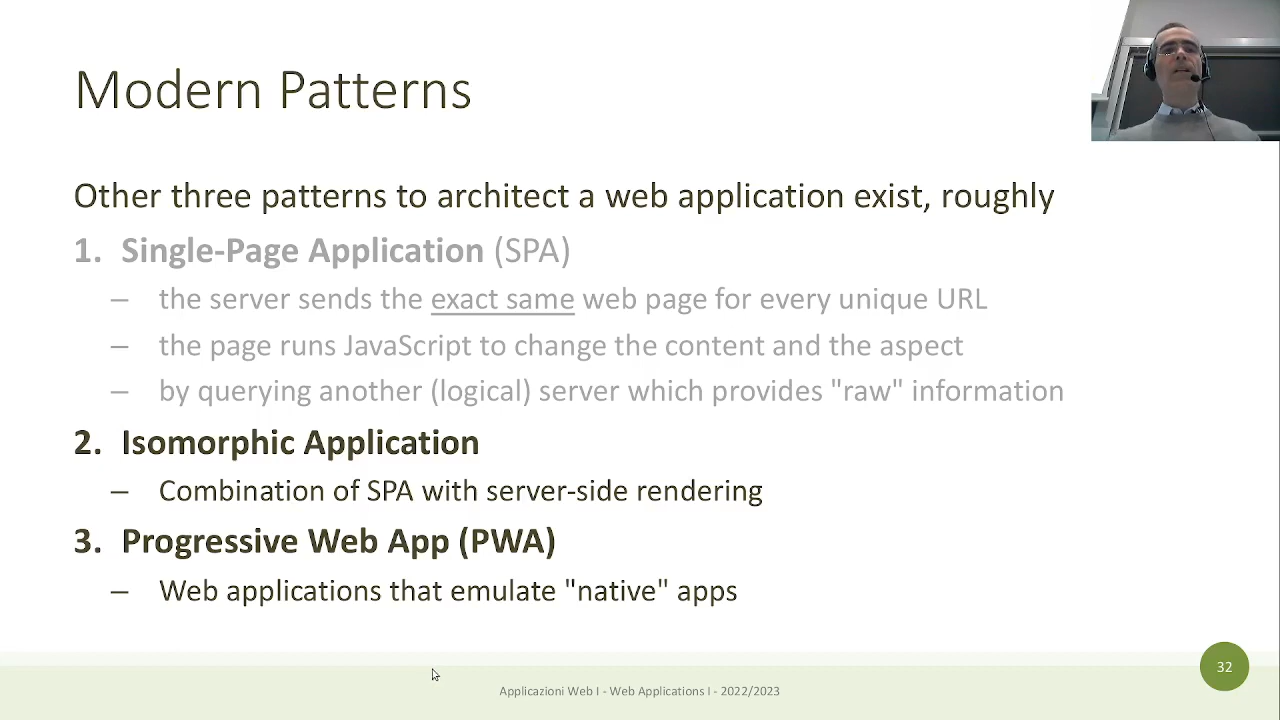 Modern Patterns
Other three patterns to architect a web application exist, roughly
1. Single-Page Application (SPA)
– the server sends the exact same web page for every unique URL
– the page runs JavaScript to change the content and the aspect
– by querying another (logical) server which provides "raw" information
2. Isomorphic Application
– Combination of SPA with server-side rendering
3. Progressive Web App (PWA)
– Web applications that emulate "native" apps
32
Applicazioni Web I - Web Applications I - 2022/2023